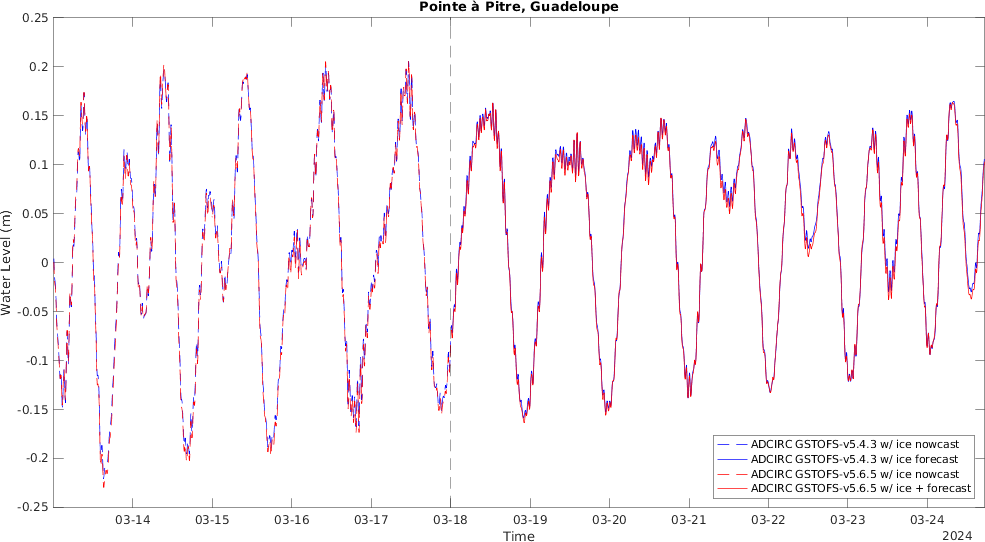 Pointe à Pitre, Guadeloupe
0.25
0.2
0.15
0.1
0.05
0
-0.05
-0.1
-0.15
-0.2
-0.25
Water Level (m)
ADCIRC GSTOFS-v5.4.3 w/ ice nowcast
ADCIRC GSTOFS-v5.4.3 w/ ice forecast
ADCIRC GSTOFS-v5.6.5 w/ ice nowcast
ADCIRC GSTOFS-v5.6.5 w/ ice + forecast
03-14 03-15 03-16 03-17 03-18 03-19 03-20 03-21 03-22 03-23 03-24
Time
2024